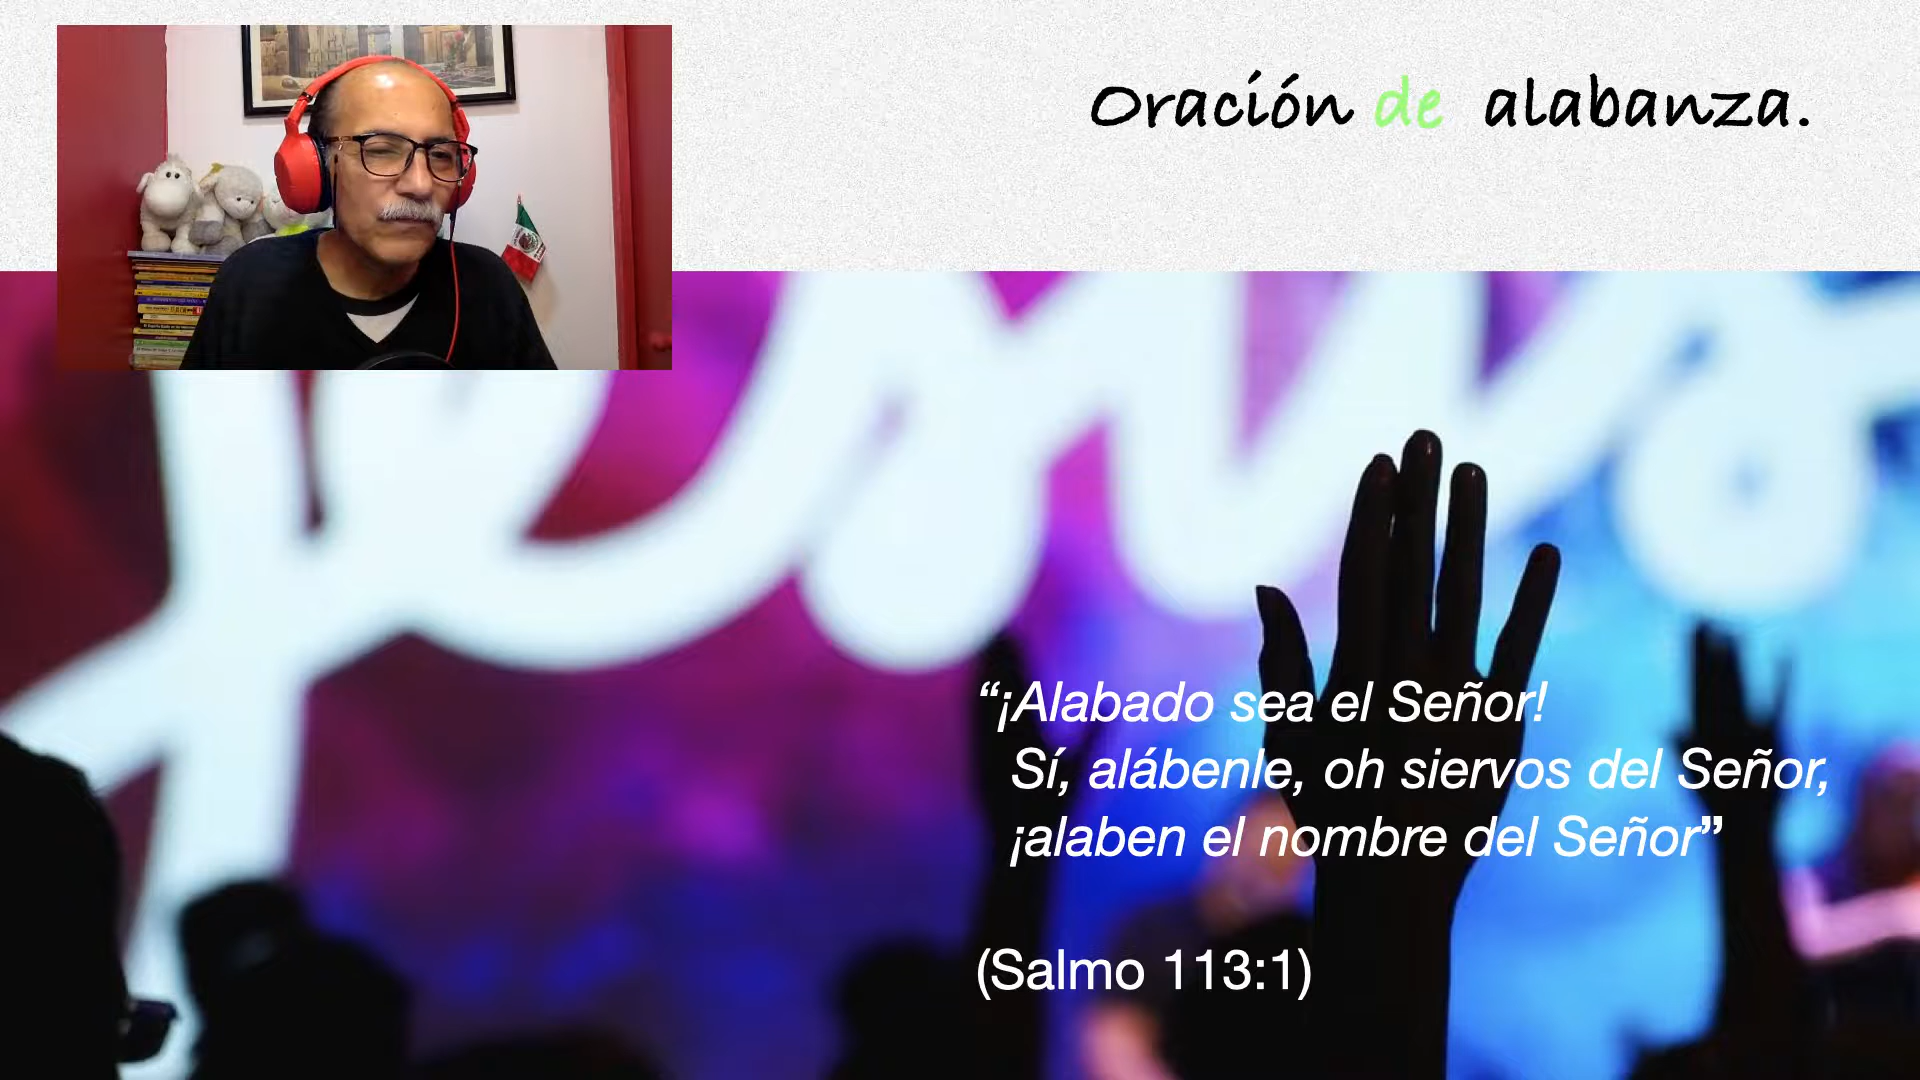 Oración de alabanza.
“¡Alabado sea el Señor!
Sí, alábenle, oh siervos del Señor,
¡alaben el nombre del Señor”
(Salmo 113:1)